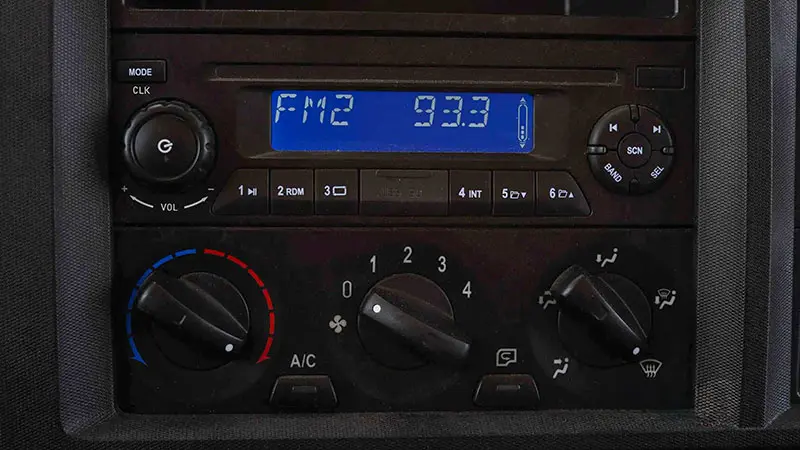 MODE
CLK
FM2 93.3
SCN
BAND SEL
+ VOL -
1 2 RDM 3 4 INT 5 6
0 1 2 3 4
A/C